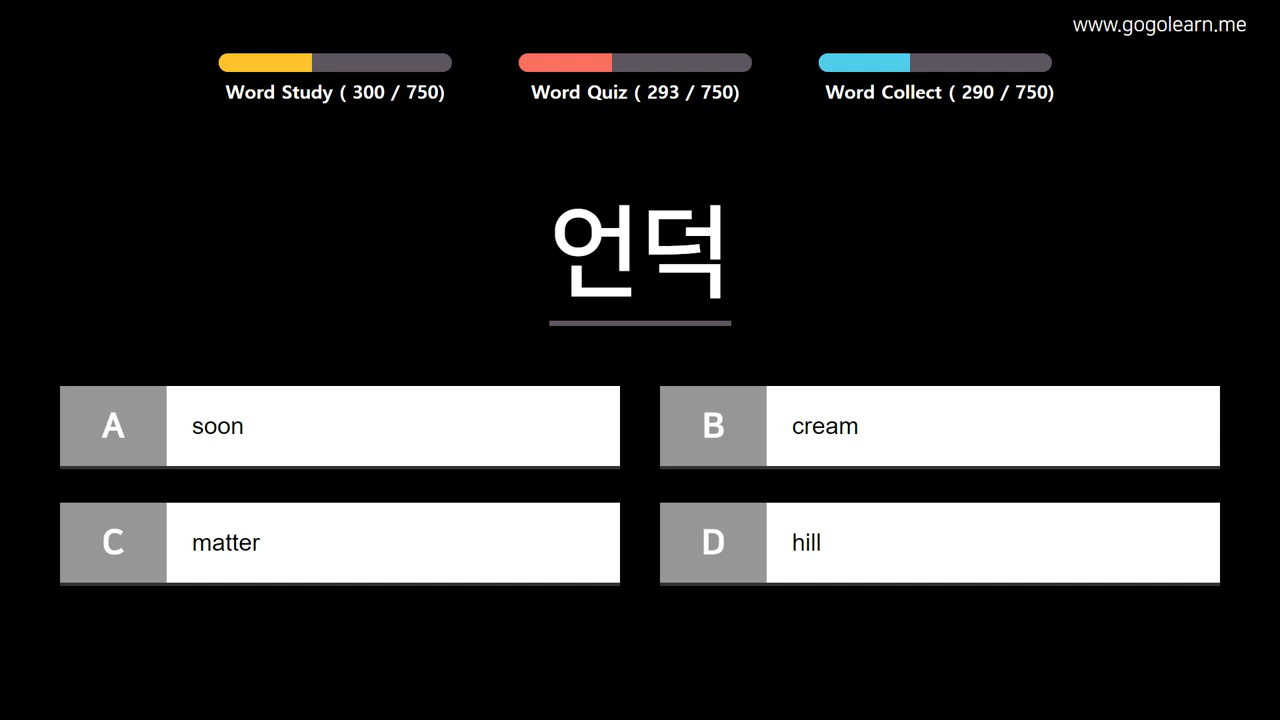 www.gogolearn.me
Word Study ( 300 / 750)
Word Quiz ( 293 / 750)
Word Collect ( 290 / 750)
언덕
A soon
B cream
C matter
D hill